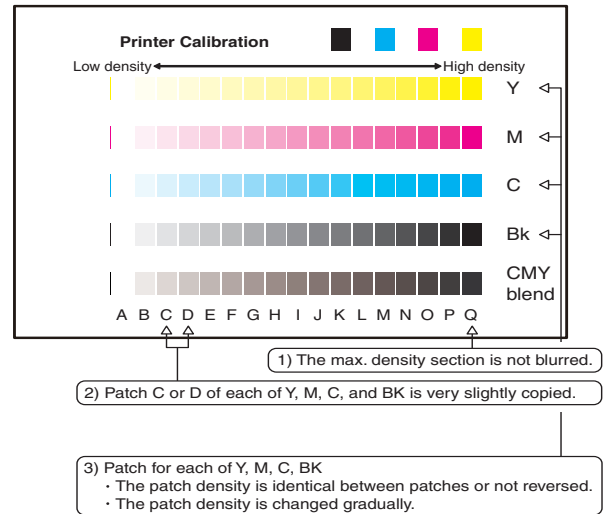 Printer Calibration
Low density High density
Y
M
C
Bk
CMY
blend
A B C D E F G H I J K L M N O P Q
1) The max. density section is not blurred.
2) Patch C or D of each of Y, M, C, and BK is very slightly copied.
3) Patch for each of Y, M, C, BK
· The patch density is identical between patches or not reversed.
· The patch density is changed gradually.